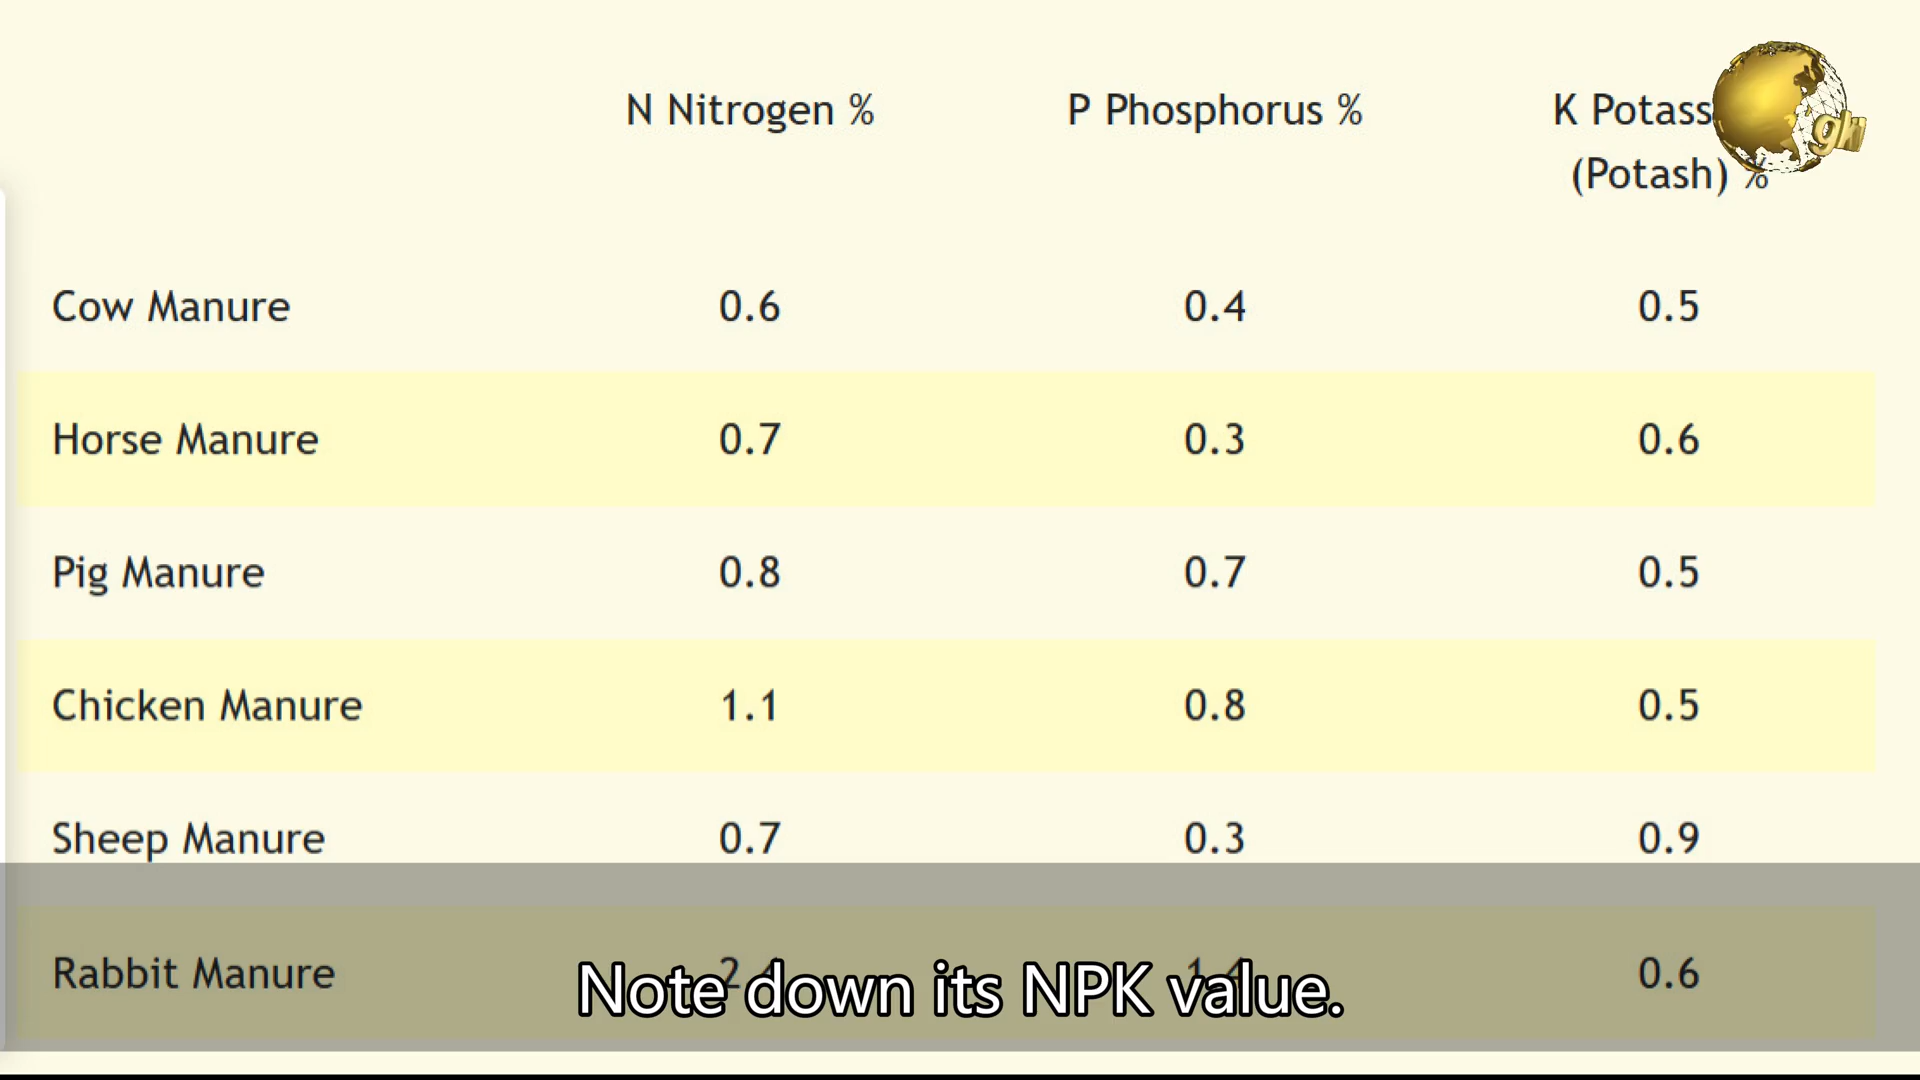 N Nitrogen % P Phosphorus % K Potass
(Potash) %
gk
Cow Manure 0.6 0.4 0.5
Horse Manure 0.7 0.3 0.6
Pig Manure 0.8 0.7 0.5
Chicken Manure 1.1 0.8 0.5
Sheep Manure 0.7 0.3 0.9
Rabbit Manure 0.6
Note down its NPK value.